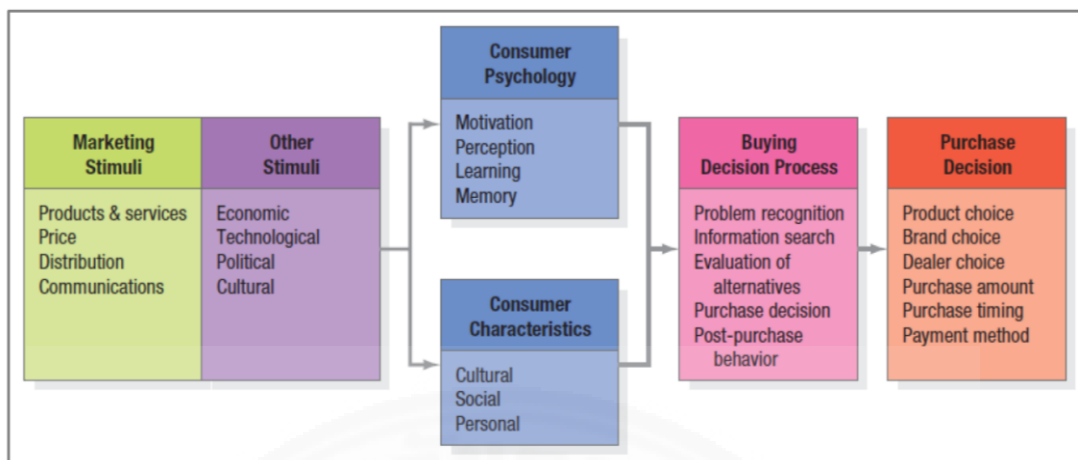 Marketing
Stimuli
Products & services
Price
Distribution
Communications
Other
Stimuli
Economic
Technological
Political
Cultural
Consumer
Psychology
Motivation
Perception
Learning
Memory
Consumer
Characteristics
Cultural
Social
Personal
Buying
Decision Process
Problem recognition
Information search
Evaluation of
alternatives
Purchase decision
Post-purchase
behavior
Purchase
Decision
Product choice
Brand choice
Dealer choice
Purchase amount
Purchase timing
Payment method